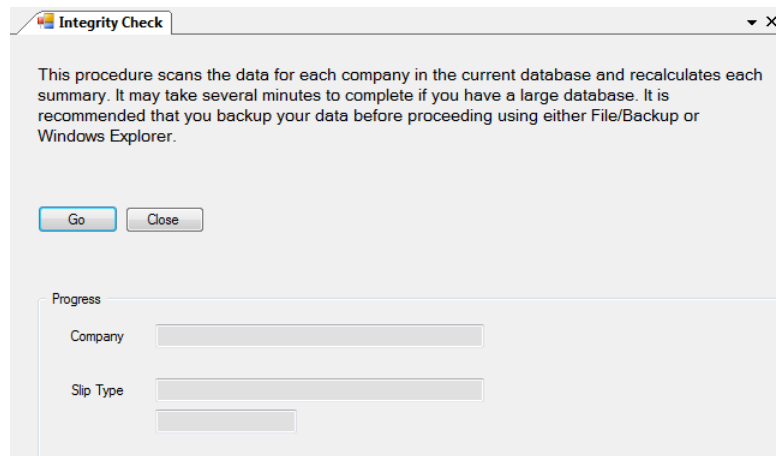 Integrity Check
This procedure scans the data for each company in the current database and recalculates each
summary. It may take several minutes to complete if you have a large database. It is
recommended that you backup your data before proceeding using either File/Backup or
Windows Explorer.
Go Close
Progress
Company
Slip Type